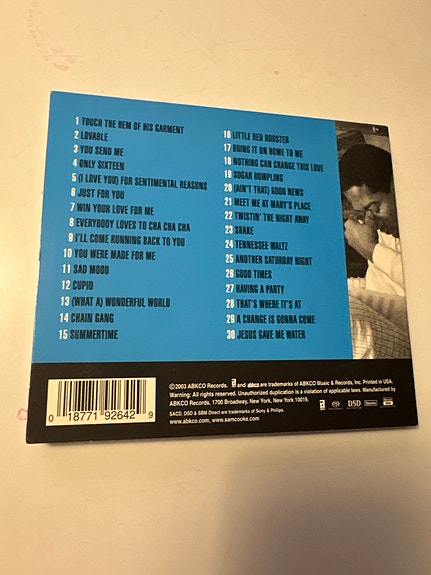 1 TOUCH THE HEM OF HIS GARMENT
2 LOVABLE
3 YOU SEND ME
4 ONLY SIXTEEN
5 (I LOVE YOU) FOR SENTIMENTAL REASONS
6 JUST FOR YOU
7 WIN YOUR LOVE FOR ME
8 EVERYBODY LOVES TO CHA CHA CHA
9 I'LL COME RUNNING BACK TO YOU
10 YOU WERE MADE FOR ME
11 SAD MOOD
12 CUPID
13 (WHAT A) WONDERFUL WORLD
14 CHAIN GANG
15 SUMMERTIME
16 LITTLE RED ROOSTER
17 BRING IT ON HOME TO ME
18 NOTHING CAN CHANGE THIS LOVE
19 SUGAR DUMPLING
20 (AIN'T THAT) GOOD NEWS
21 MEET ME AT MARY'S PLACE
22 TWISTIN' THE NIGHT AWAY
23 SHAKE
24 TENNESSEE WALTZ
25 ANOTHER SATURDAY NIGHT
26 GOOD TIMES
27 HAVING A PARTY
28 THAT'S WHERE IT'S AT
29 A CHANGE IS GONNA COME
30 JESUS GAVE ME WATER
0 18771 92642 9
©2003 ABKCO Records. and abkco are trademarks of ABKCO Music & Records, Inc. Printed in USA.
Warning: All rights reserved. Unauthorized duplication is a violation of applicable laws. Manufactured by
ABKCO Records, 1700 Broadway, New York, New York 10019.
SACD, DSD & SBM Direct are trademarks of Sony & Philips.
www.abkco.com, www.samcooke.com
DSD